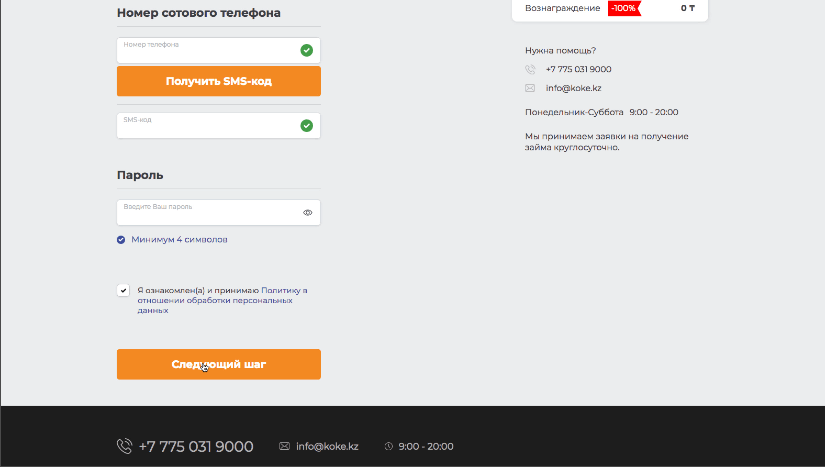 Номер сотового телефона
Номер телефона
Получить SMS-код
SMS-код
Пароль
Введите Ваш пароль
Минимум 4 символов
Я ознакомлен(а) и принимаю Политику в
отношении обработки персональных
данных
Следующий шаг
Вознаграждение -100% 0 ₸
Нужна помощь?
+7 775 031 9000
info@koke.kz
Понедельник-Суббота 9:00 - 20:00
Мы принимаем заявки на получение
займа круглосуточно.
+7 775 031 9000 info@koke.kz 9:00 - 20:00